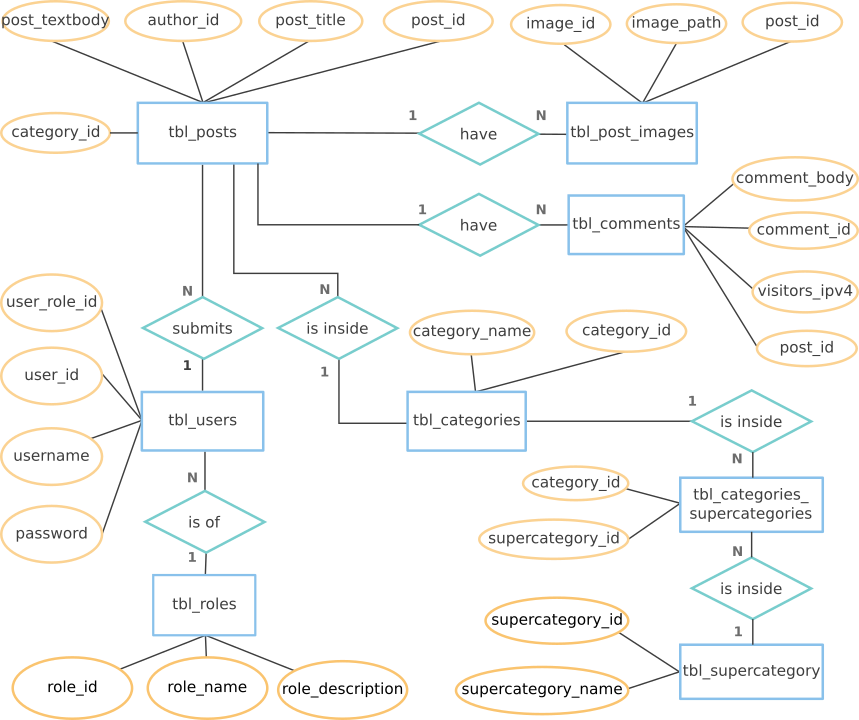 post_textbody
author_id
post_title
post_id
image_id
image_path
post_id
category_id
tbl_posts
1
have
N
tbl_post_images
comment_body
1
have
N
tbl_comments
comment_id
visitors_ipv4
post_id
user_role_id
N
submits
1
N
is inside
1
category_name
category_id
user_id
username
password
tbl_users
tbl_categories
1
is inside
N
N
is of
1
category_id
supercategory_id
tbl_categories_
supercategories
N
is inside
1
tbl_roles
supercategory_id
supercategory_name
tbl_supercategory
role_id
role_name
role_description